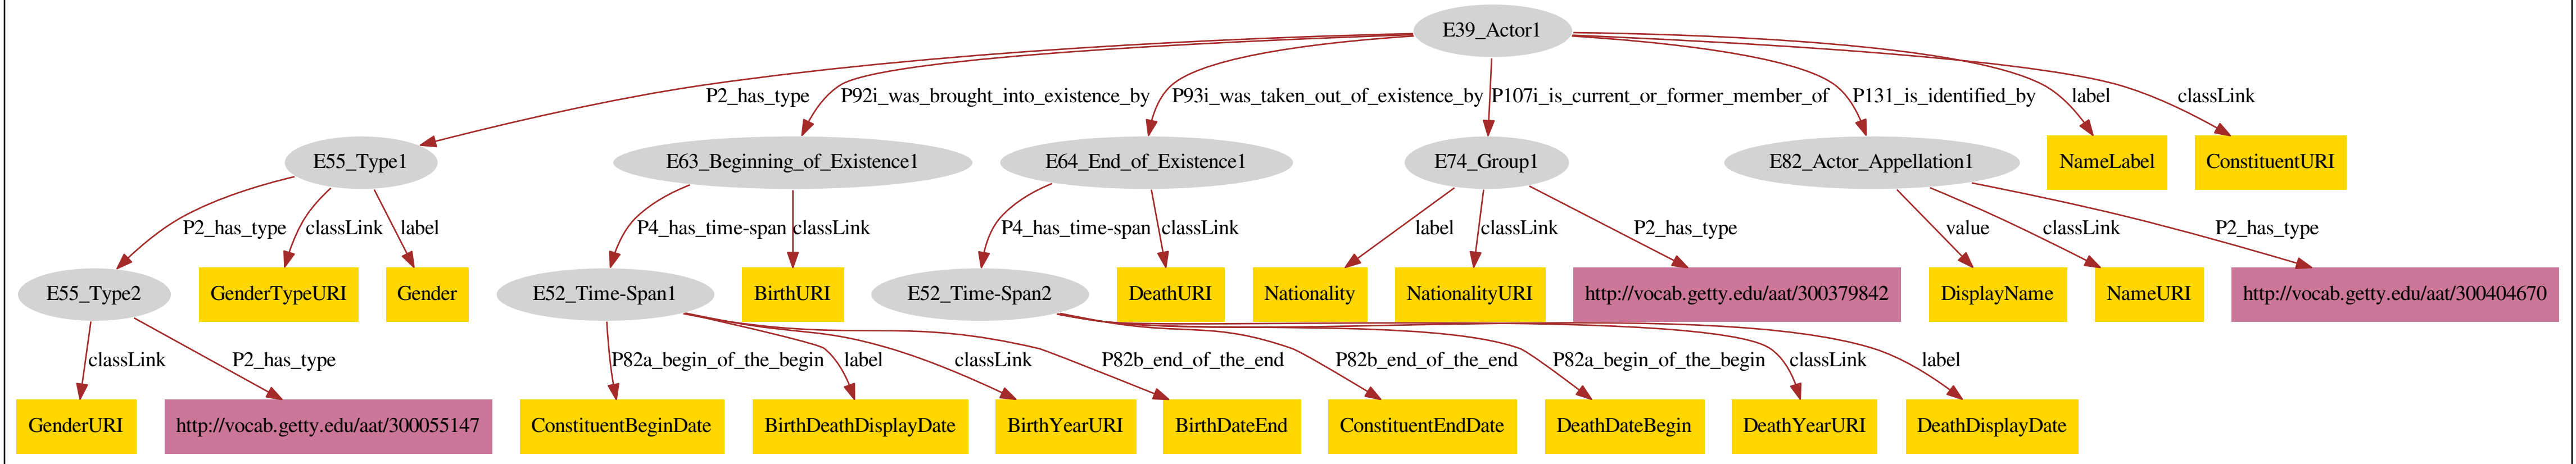 E39_Actor1
P2_has_type
P92i_was_brought_into_existence_by
P93i_was_taken_out_of_existence_by
P107i_is_current_or_former_member_of
P131_is_identified_by
label
classLink
E55_Type1
E63_Beginning_of_Existence1
E64_End_of_Existence1
E74_Group1
E82_Actor_Appellation1
NameLabel
ConstituentURI
P2_has_type
classLink
label
P4_has_time-span
classLink
P4_has_time-span
classLink
label
classLink
P2_has_type
value
classLink
P2_has_type
E55_Type2
GenderTypeURI
Gender
E52_Time-Span1
BirthURI
E52_Time-Span2
DeathURI
Nationality
NationalityURI
http://vocab.getty.edu/aat/300379842
DisplayName
NameURI
http://vocab.getty.edu/aat/300404670
classLink
P2_has_type
P82a_begin_of_the_begin
label
classLink
P82b_end_of_the_end
P82b_end_of_the_end
P82a_begin_of_the_begin
classLink
label
GenderURI
http://vocab.getty.edu/aat/300055147
ConstituentBeginDate
BirthDeathDisplayDate
BirthYearURI
BirthDateEnd
ConstituentEndDate
DeathDateBegin
DeathYearURI
DeathDisplayDate